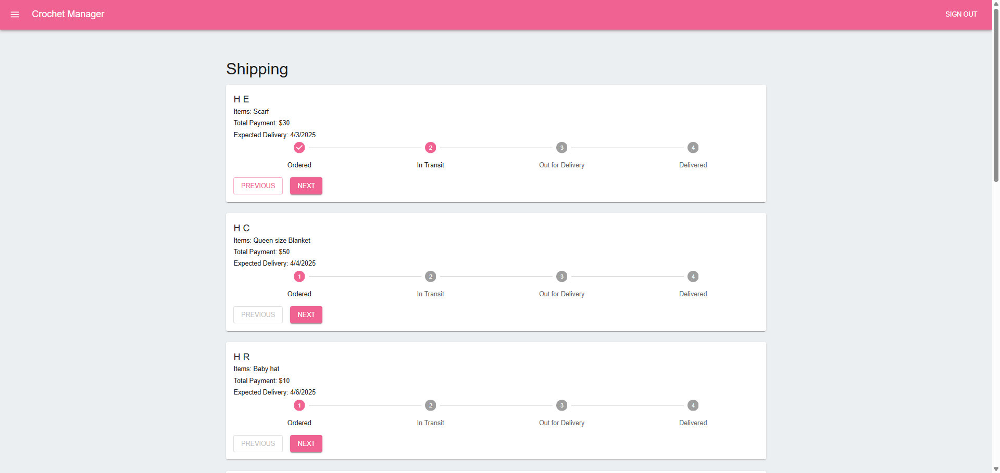 Crochet Manager
SIGN OUT
Shipping
H E
Items: Scarf
Total Payment: $30
Expected Delivery: 4/3/2025
2 3 4
Ordered In Transit Out for Delivery Delivered
PREVIOUS NEXT
H C
Items: Queen size Blanket
Total Payment: $50
Expected Delivery: 4/4/2025
1 2 3 4
Ordered In Transit Out for Delivery Delivered
PREVIOUS NEXT
H R
Items: Baby hat
Total Payment: $10
Expected Delivery: 4/6/2025
1 2 3 4
Ordered In Transit Out for Delivery Delivered
PREVIOUS NEXT